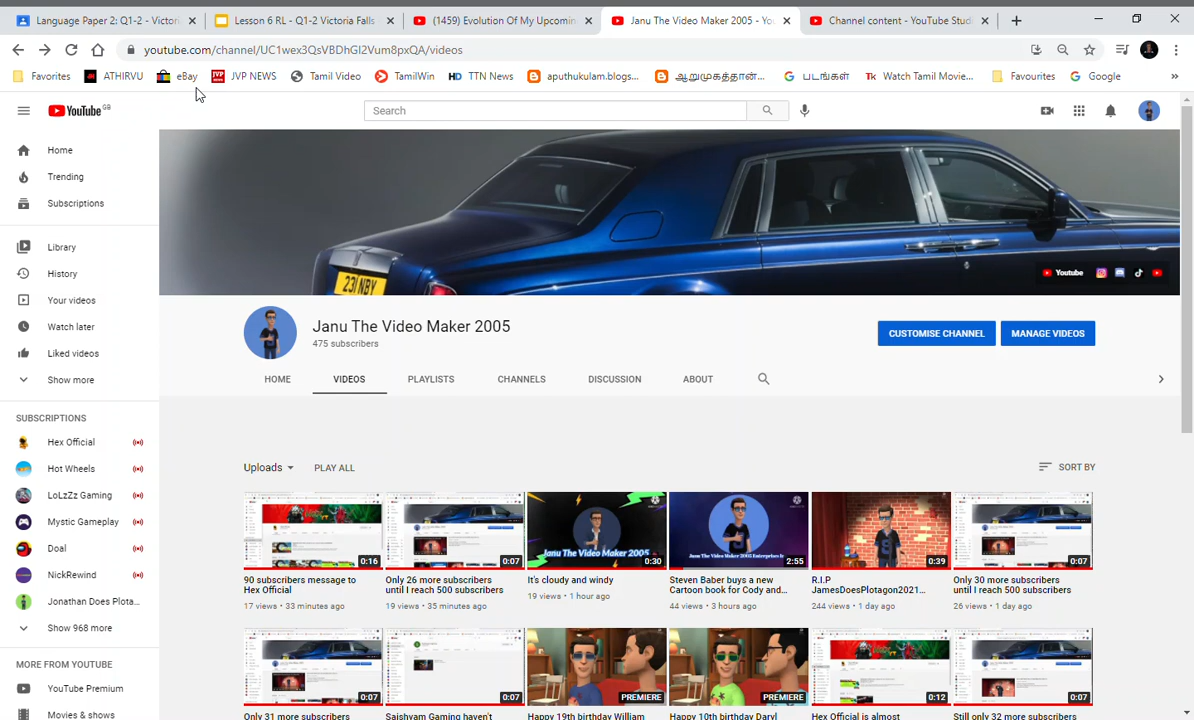 Language Paper 2: Q1-2 - Victori
Lesson 6 RL - Q1-2 Victoria Falls
(1459) Evolution Of My Upcomin
Janu The Video Maker 2005 - You
Channel content - YouTube Studi
youtube.com/channel/UC1wex3QsVBDhGl2Vum8pxQA/videos
Favorites
ATHIRVU
eBay
JVP NEWS
Tamil Video
TamilWin
TTN News
aputhukulam.blogs...
ஆறுமுகத்தான்...
படங்கள்
Watch Tamil Movie...
Favourites
Google
YouTube GB
Search
Home
Trending
Subscriptions
Library
History
Your videos
Watch later
Liked videos
Show more
SUBSCRIPTIONS
Hex Official
Hot Wheels
LoLzZz Gaming
Mystic Gameplay
Doal
NickRewind
Jonathan Does Plota...
Show 968 more
MORE FROM YOUTUBE
YouTube Premium
Movies & shows
23 NBY
Youtube
Janu The Video Maker 2005
475 subscribers
CUSTOMISE CHANNEL
MANAGE VIDEOS
HOME
VIDEOS
PLAYLISTS
CHANNELS
DISCUSSION
ABOUT
Uploads
PLAY ALL
SORT BY
0:16
0:07
Janu The Video Maker 2005
0:30
2:55
0:39
0:07
90 subscribers message to
Hex Official
17 views • 33 minutes ago
Only 26 more subscribers
until I reach 500 subscribers
19 views • 35 minutes ago
It's cloudy and windy
19 views • 1 hour ago
Steven Baber buys a new
Cartoon book for Cody and...
44 views • 3 hours ago
R.I.P
JamesDoesPlotagon2021...
244 views • 1 day ago
Only 30 more subscribers
until I reach 500 subscribers
26 views • 1 day ago
0:07
0:07
PREMIERE
PREMIERE
0:12
0:07
Only 31 more subscribers
Saishyam Gaming haven't
Happy 19th birthday William
Happy 10th birthday Daryl
Hex Official is almost
Still only 32 more subscribers